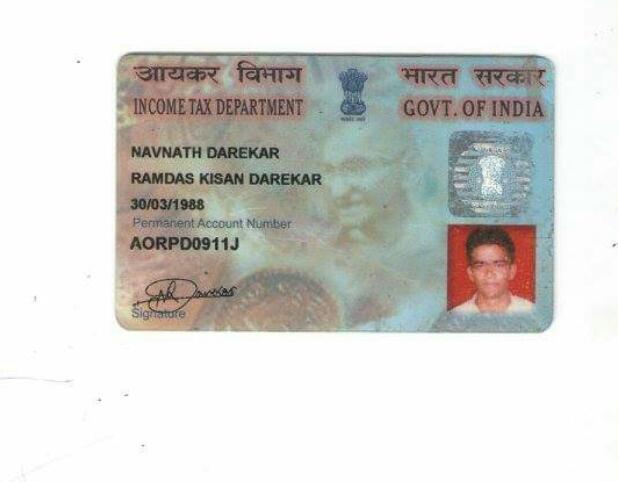 आयकर विभाग
भारत सरकार
INCOME TAX DEPARTMENT
GOVT. OF INDIA
NAVNATH DAREKAR
RAMDAS KISAN DAREKAR
30/03/1988
Permanent Account Number
AORPD0911J
Signature